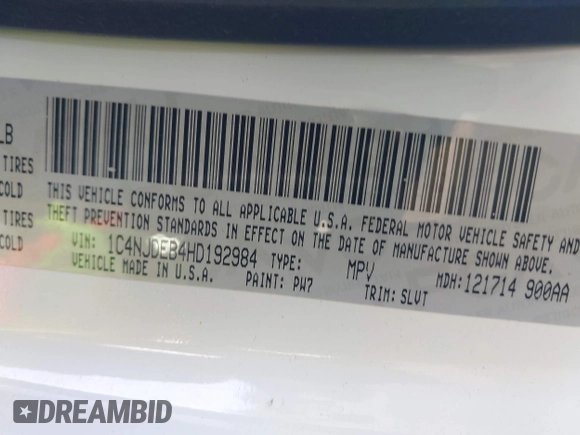 LB
TIRES
COLD
TIRES
COLD
THIS VEHICLE CONFORMS TO ALL APPLICABLE U.S.A. FEDERAL MOTOR VEHICLE SAFETY AND
THEFT PREVENTION STANDARDS IN EFFECT ON THE DATE OF MANUFACTURE SHOWN ABOVE.
VIN: 1C4NJDEB4HD192984 TYPE: MPV MDH:121714 900AA
VEHICLE MADE IN U.S.A. PAINT: PW7 TRIM: SLVT
DREAMBID